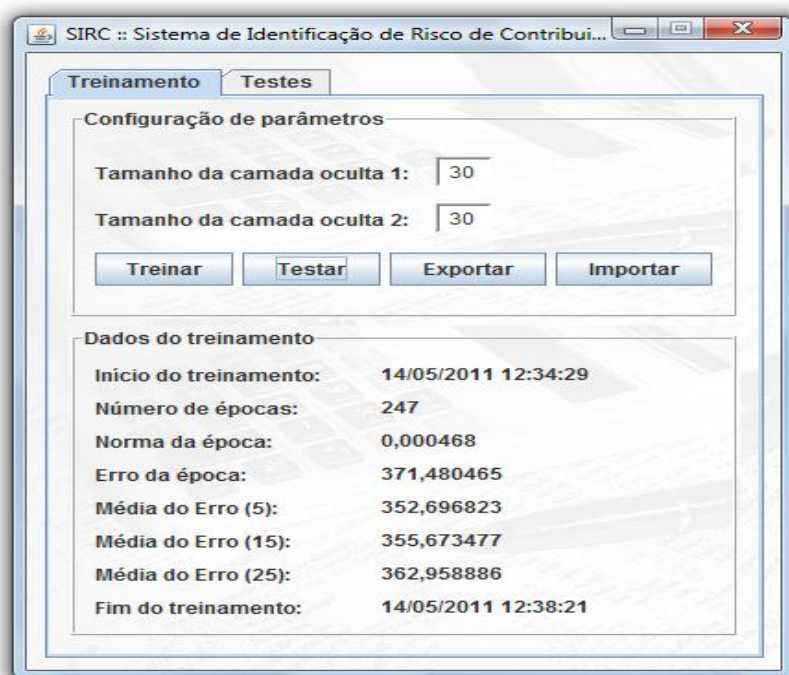 SIRC :: Sistema de Identificação de Risco de Contribui...
Treinamento Testes
Configuração de parâmetros
Tamanho da camada oculta 1: 30
Tamanho da camada oculta 2: 30
Treinar Testar Exportar Importar
Dados do treinamento
Início do treinamento: 14/05/2011 12:34:29
Número de épocas: 247
Norma da época: 0,000468
Erro da época: 371,480465
Média do Erro (5): 352,696823
Média do Erro (15): 355,673477
Média do Erro (25): 362,958886
Fim do treinamento: 14/05/2011 12:38:21